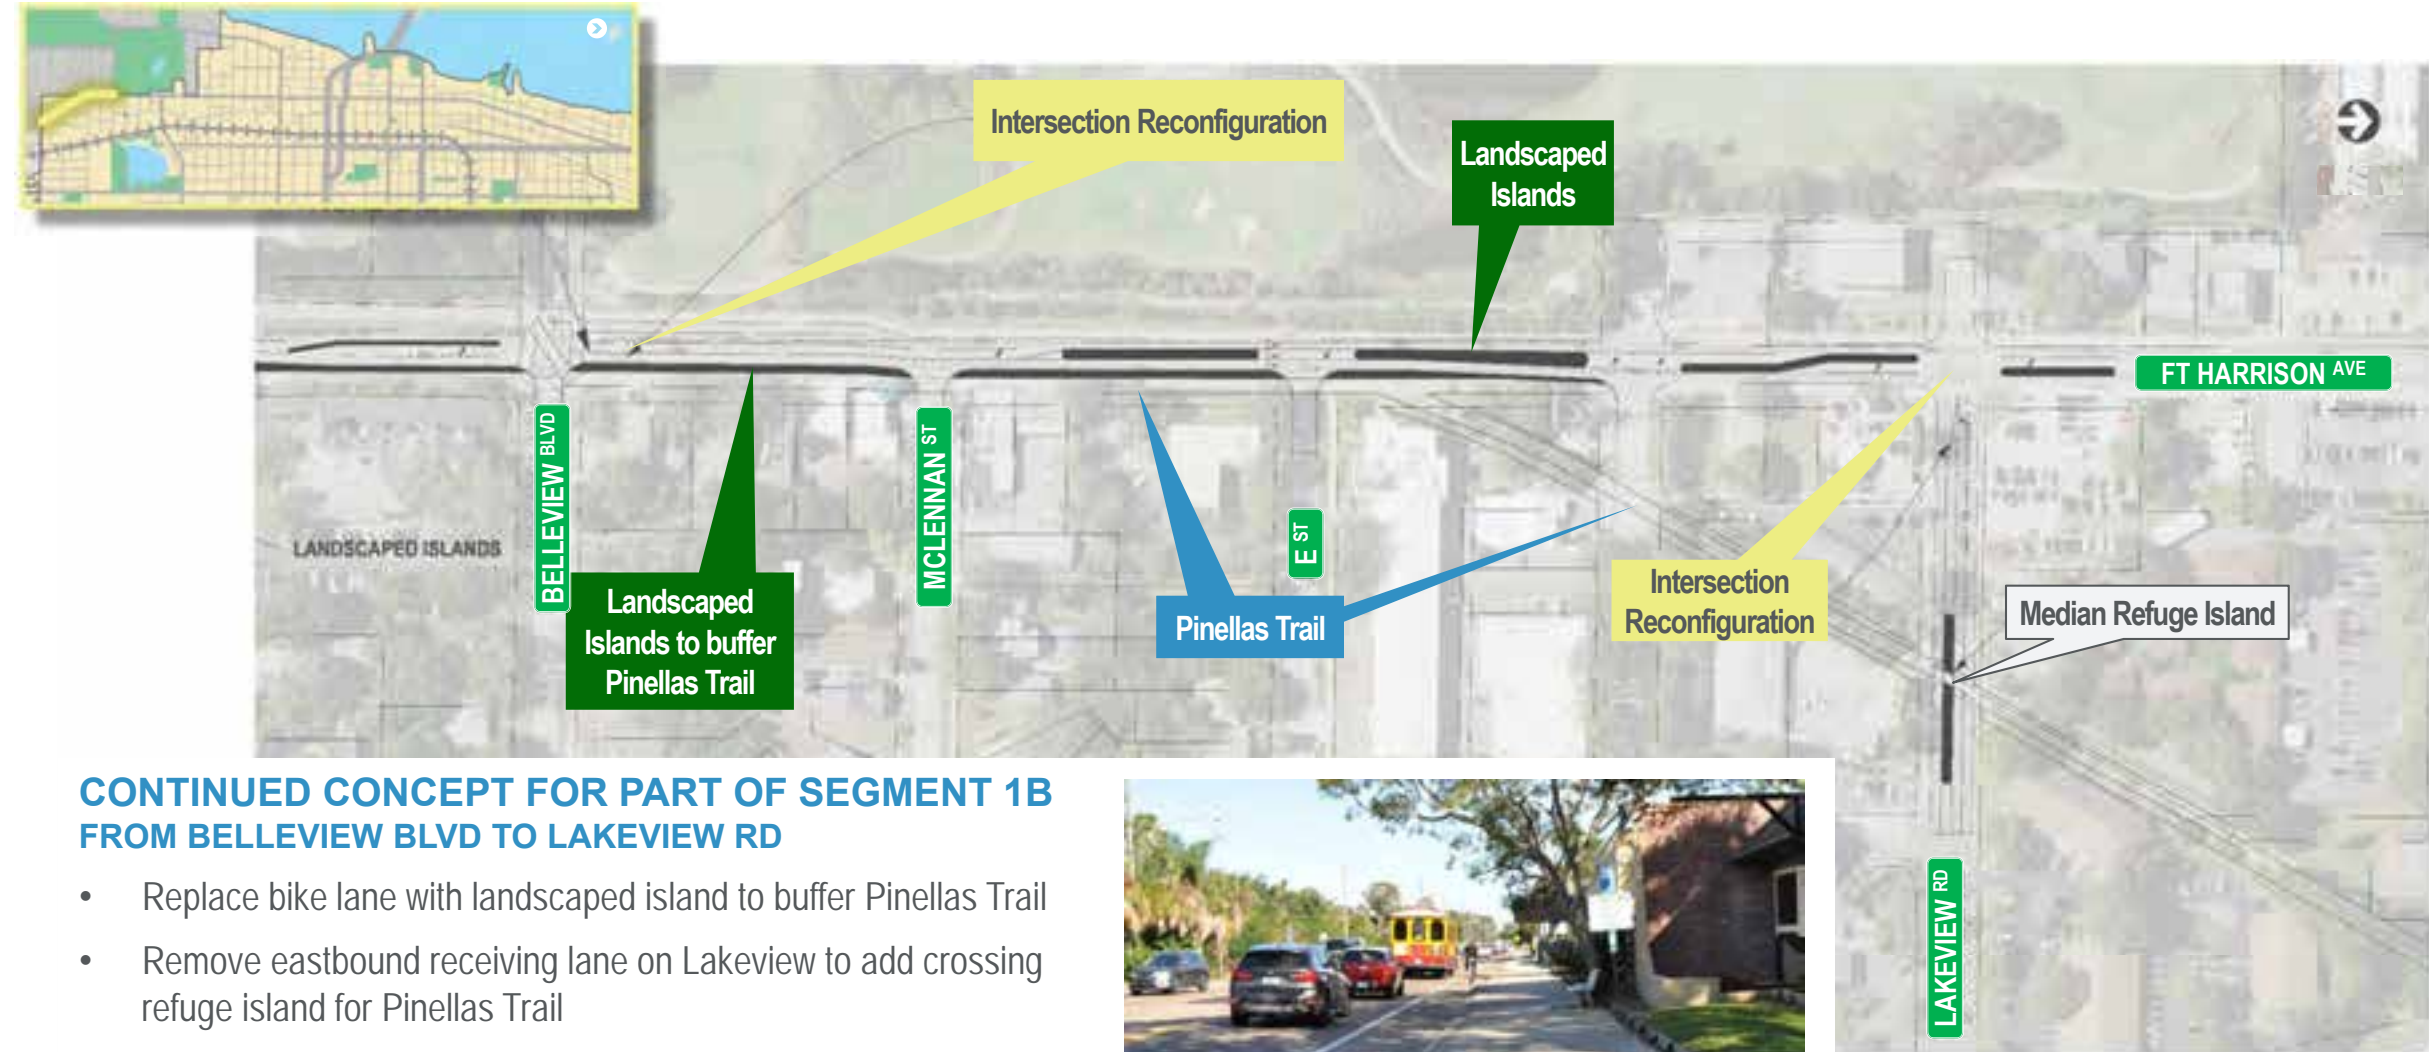 Intersection Reconfiguration
Landscaped
Islands
FT HARRISON AVE
BELLEVIEW BLVD
MCLENNAN ST
E ST
LANDSCAPED ISLANDS
Landscaped
Islands to buffer
Pinellas Trail
Pinellas Trail
Intersection
Reconfiguration
Median Refuge Island
LAKEVIEW RD
CONTINUED CONCEPT FOR PART OF SEGMENT 1B
FROM BELLEVIEW BLVD TO LAKEVIEW RD
• Replace bike lane with landscaped island to buffer Pinellas Trail
• Remove eastbound receiving lane on Lakeview to add crossing
refuge island for Pinellas Trail